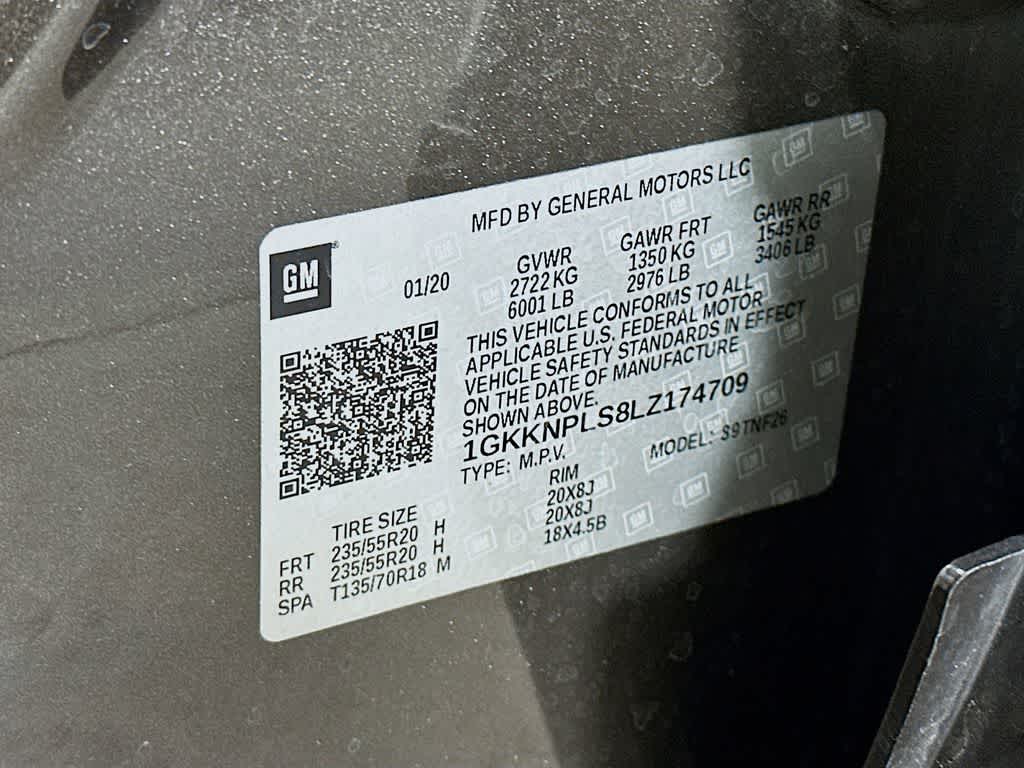 MFD BY GENERAL MOTORS LLC
GM
01/20
GVWR
2722 KG
6001 LB
GAWR FRT
1350 KG
2976 LB
GAWR RR
1545 KG
3406 LB
THIS VEHICLE CONFORMS TO ALL
APPLICABLE U.S. FEDERAL MOTOR
VEHICLE SAFETY STANDARDS IN EFFECT
ON THE DATE OF MANUFACTURE
SHOWN ABOVE.
1GKKNPLS8LZ174709
TYPE: M.P.V. MODEL: S9TNF26
TIRE SIZE RIM
FRT 235/55R20 H 20X8J
RR 235/55R20 H 20X8J
SPA T135/70R18 M 18X4.5B